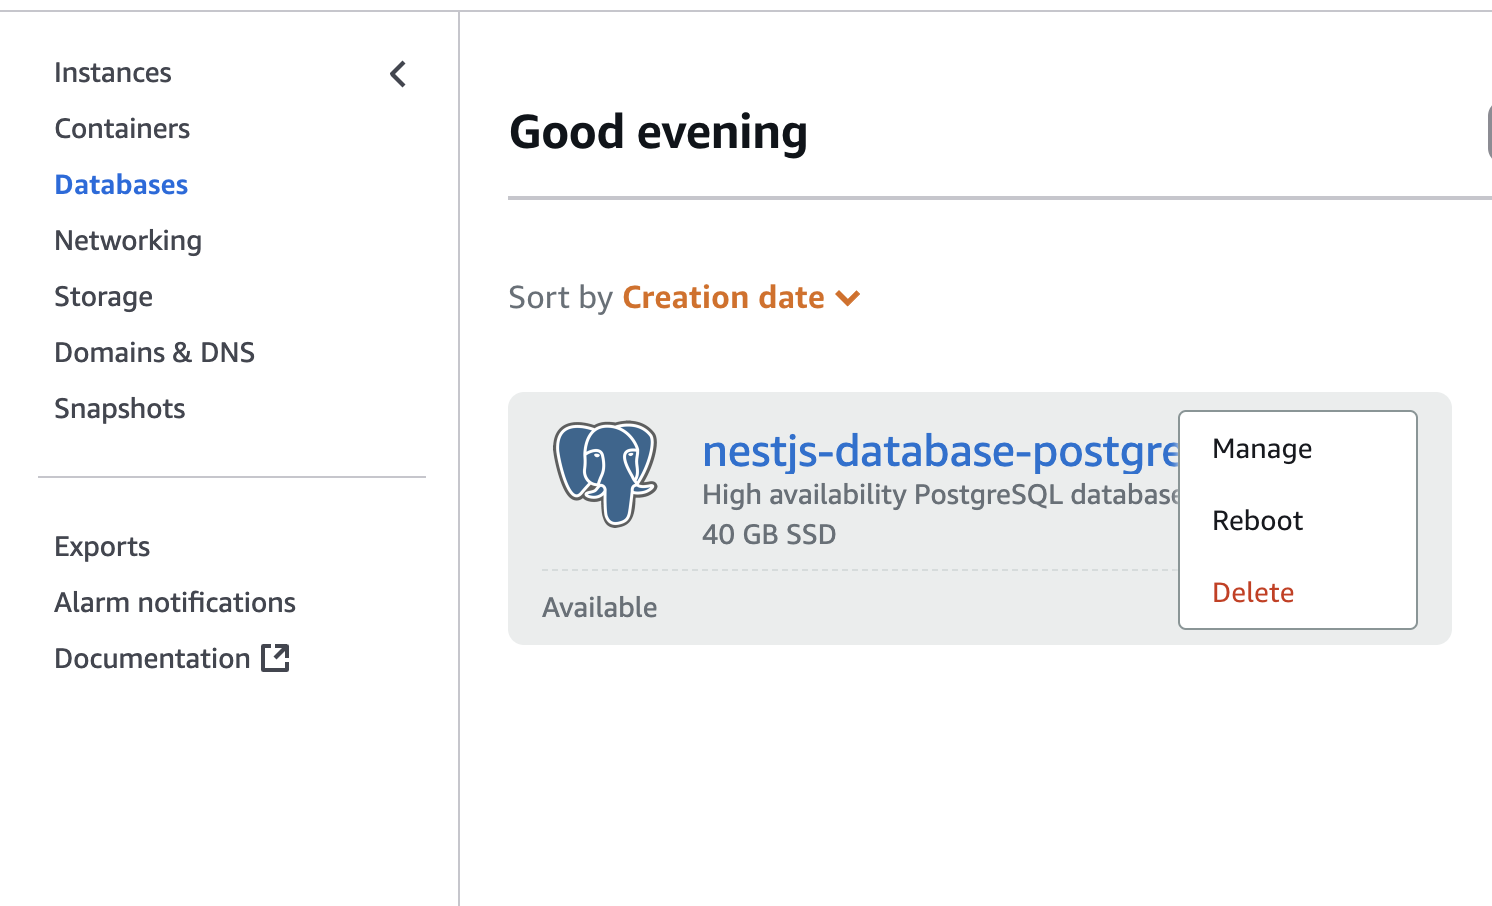 Instances
Containers
Databases
Networking
Storage
Domains & DNS
Snapshots
Exports
Alarm notifications
Documentation
Good evening
Sort by Creation date
nestjs-database-postgre
High availability PostgreSQL database
40 GB SSD
Available
Manage
Reboot
Delete